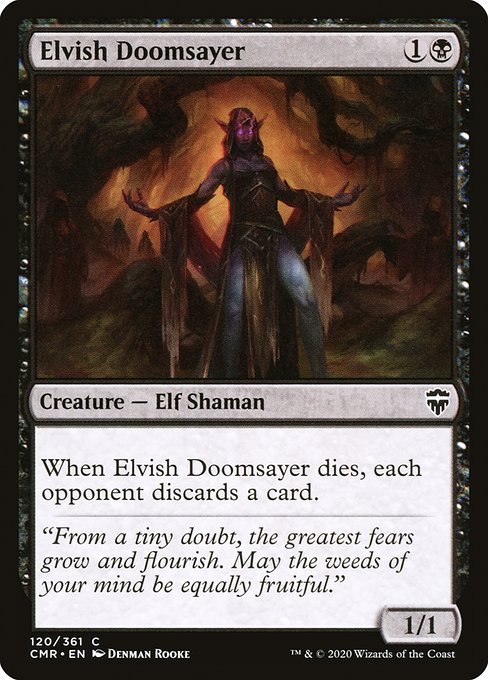 Elvish Doomsayer 1
Creature — Elf Shaman
When Elvish Doomsayer dies, each
opponent discards a card.
“From a tiny doubt, the greatest fears
grow and flourish. May the weeds of
your mind be equally fruitful.”
1/1
120/361 C
CMR • EN Denman Rooke ™ & © 2020 Wizards of the Coast